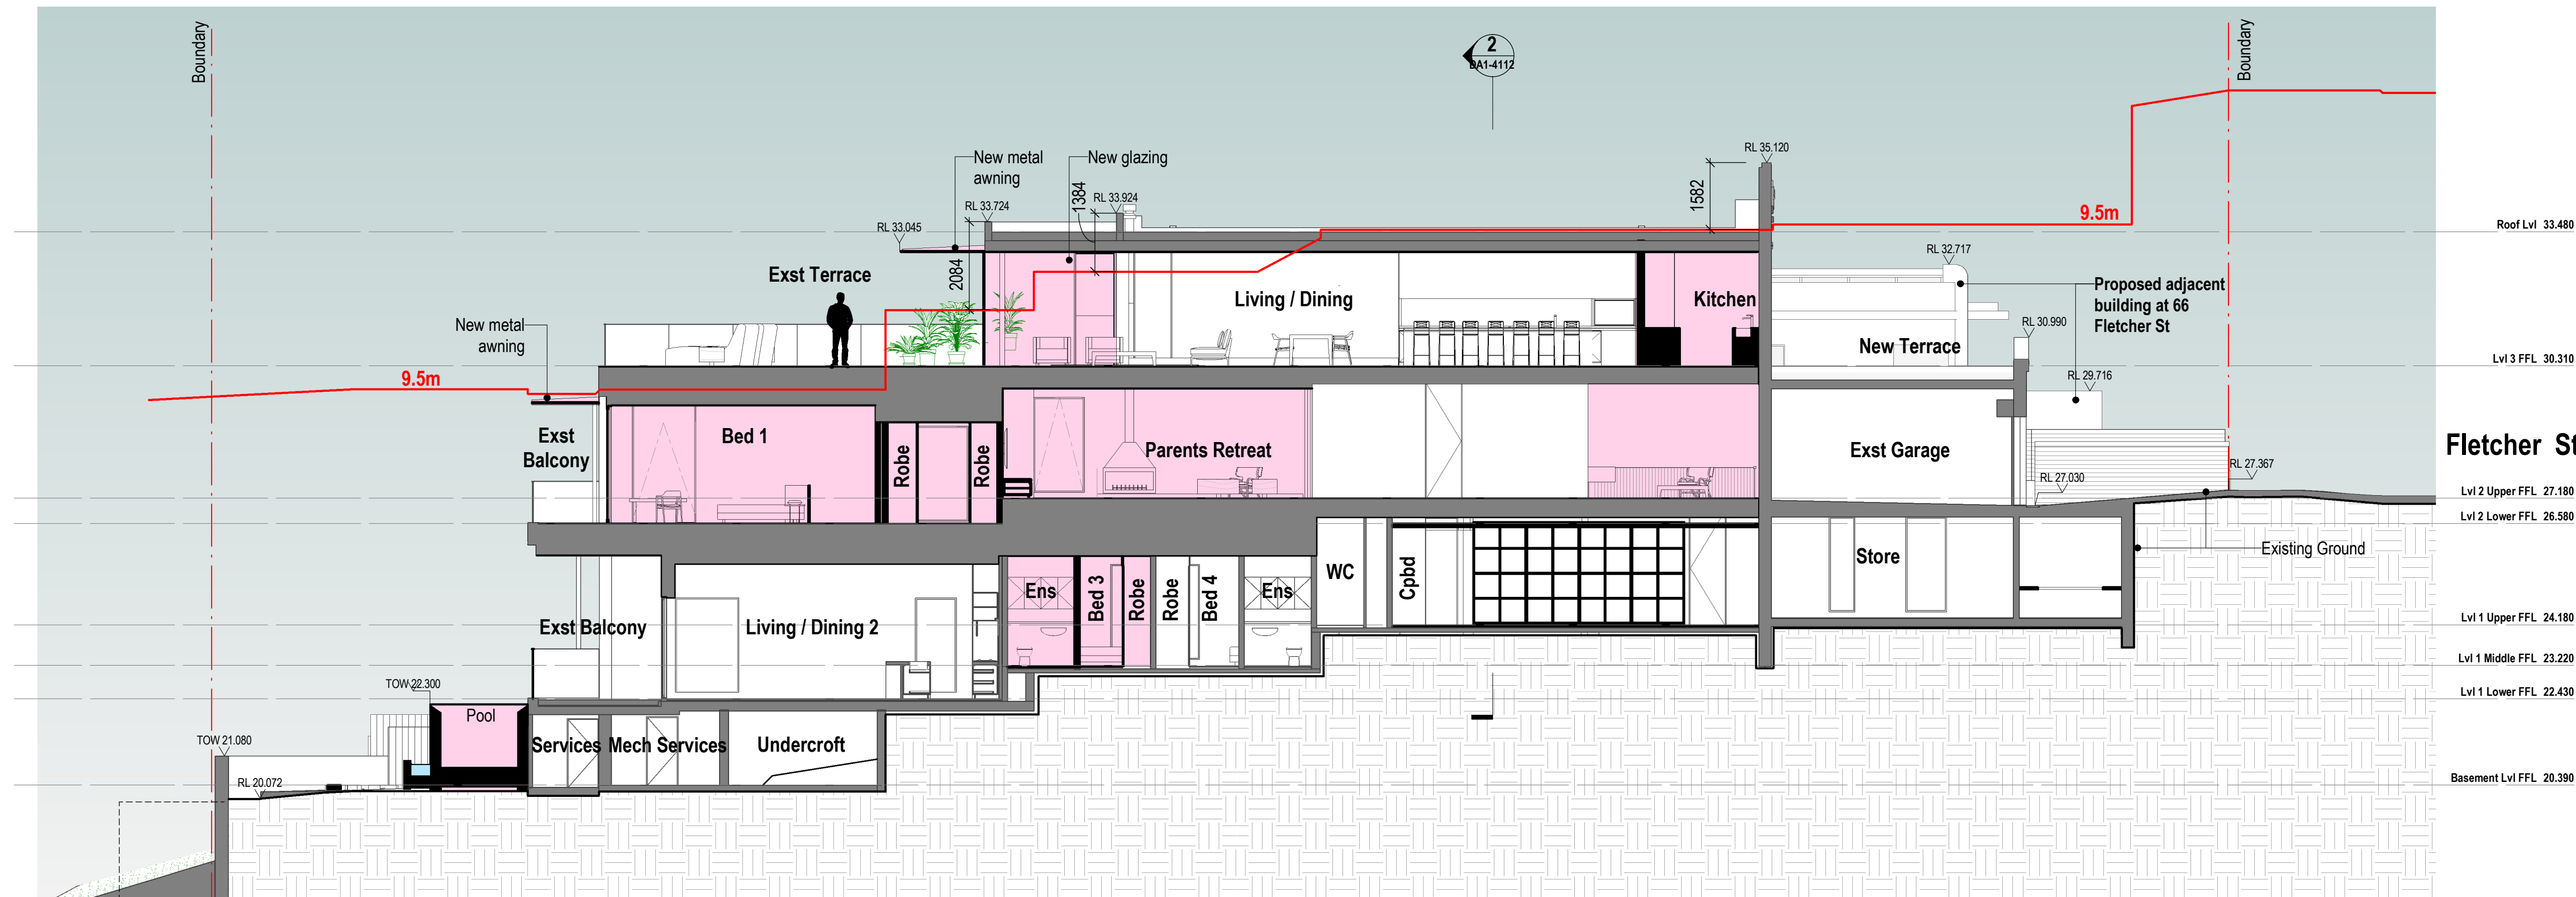 Boundary
2
DA1-4112
Boundary
New metal
awning
New glazing
RL 35.120
1384
1582
RL 33.924
RL 33.724
RL 33.045
9.5m
Roof Lvl 33.480
2084
RL 32.717
Exst Terrace
Living / Dining
Kitchen
Proposed adjacent
building at 66
Fletcher St
New metal
awning
RL 30.990
New Terrace
Lvl 3 FFL 30.310
9.5m
RL 29.716
Exst
Balcony
Bed 1
Robe
Robe
Parents Retreat
Exst Garage
Fletcher St
RL 27.367
RL 27.030
Lvl 2 Upper FFL 27.180
Lvl 2 Lower FFL 26.580
Existing Ground
WC
Cpbd
Store
Ens
Bed 3
Robe
Robe
Bed 4
Ens
Exst Balcony
Living / Dining 2
Lvl 1 Upper FFL 24.180
Lvl 1 Middle FFL 23.220
TOW 22.300
Lvl 1 Lower FFL 22.430
Pool
TOW 21.080
Services
Mech Services
Undercroft
RL 20.072
Basement Lvl FFL 20.390